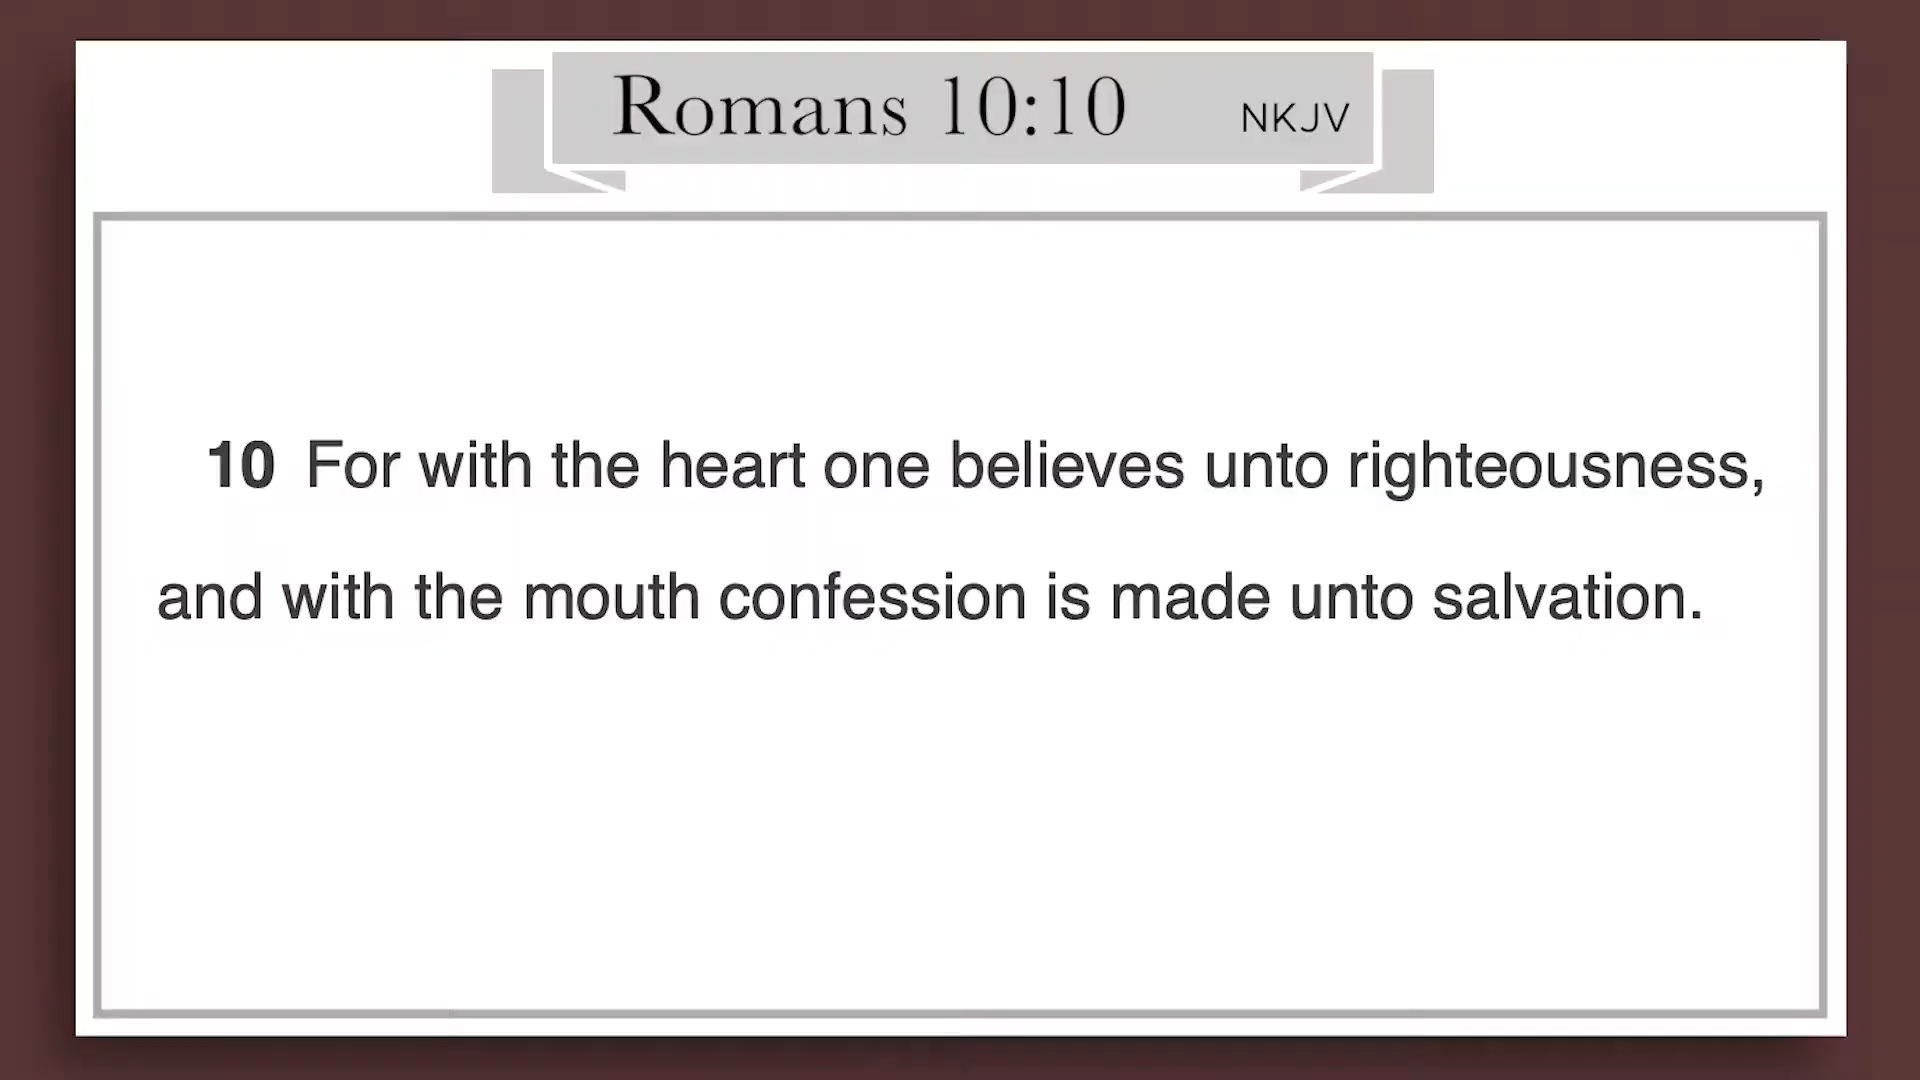 Romans 10:10 NKJV
10 For with the heart one believes unto righteousness,
and with the mouth confession is made unto salvation.